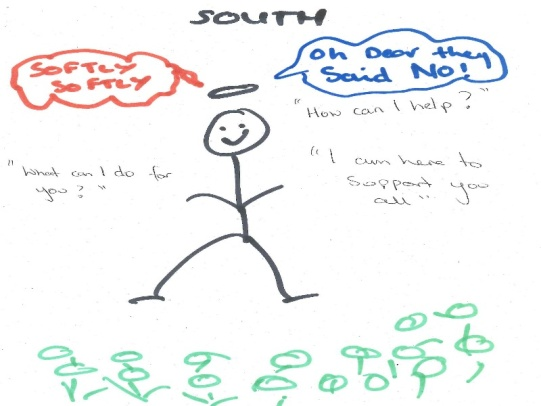 SOUTH
SOFTLY
SOFTLY
Oh Dear they
Said NO!
"How can I help?"
"What can I do for
you?"
"I am here to
support you
all"